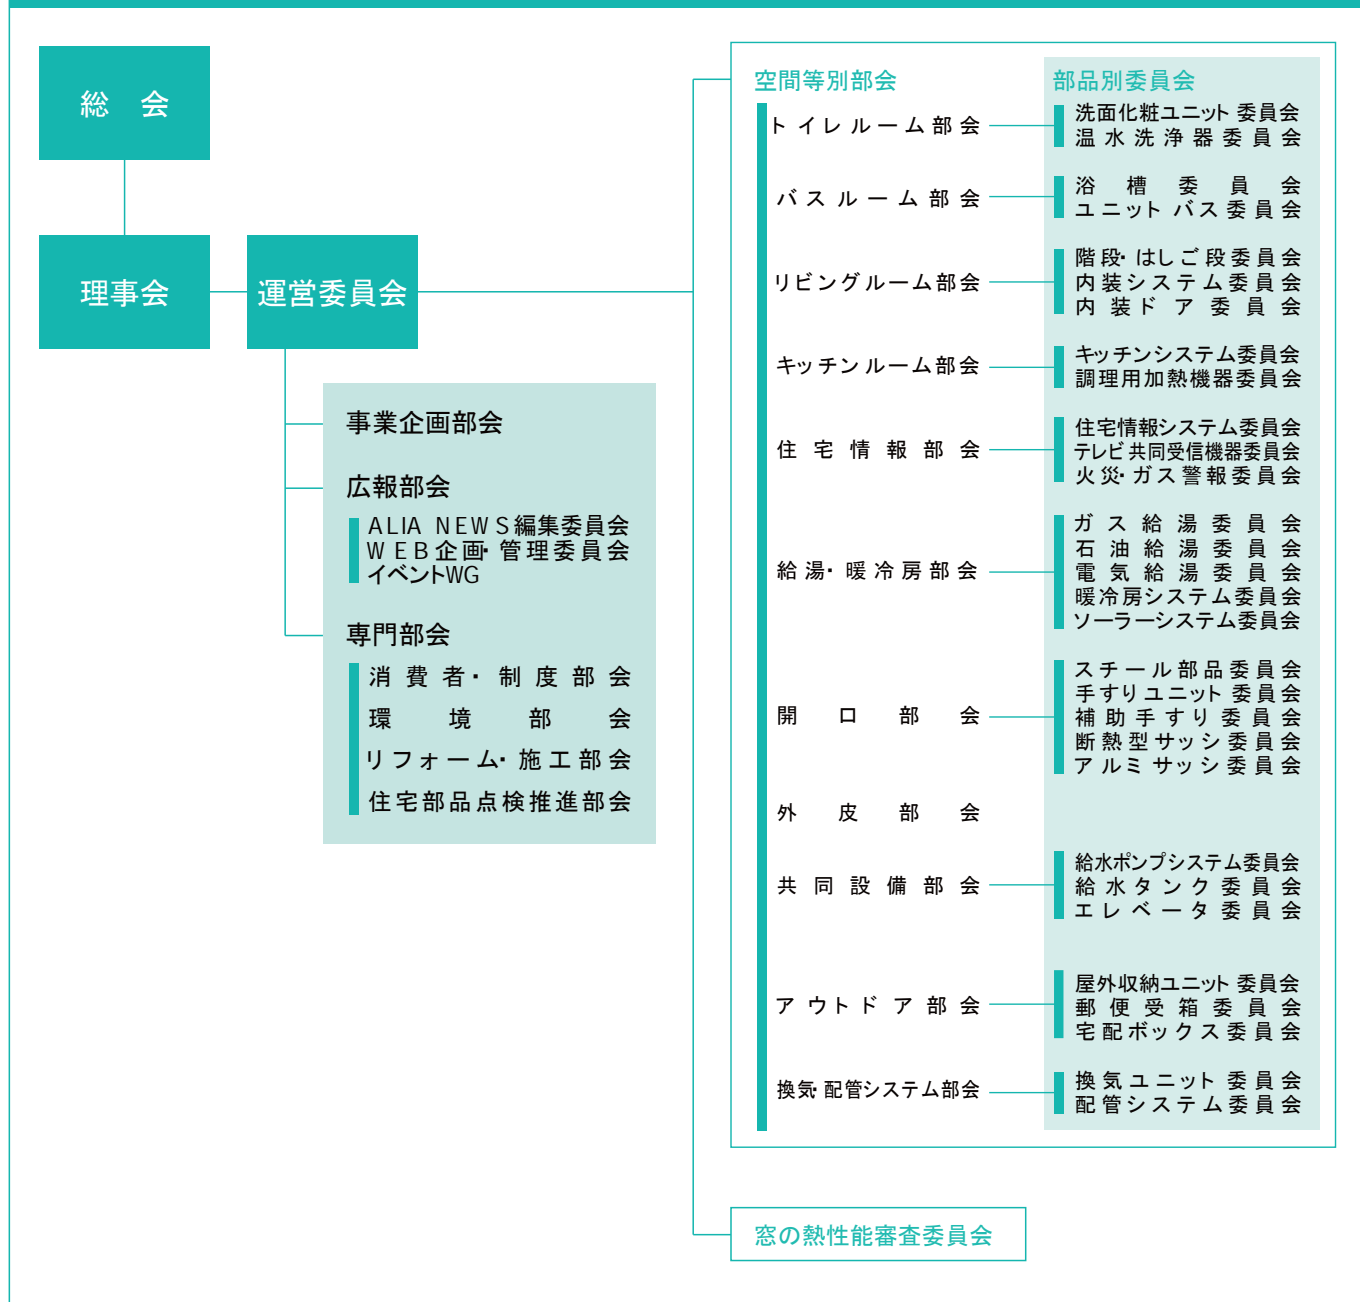 総会
理事会
運営委員会
事業企画部会
広報部会
ALIA NEWS編集委員会
WEB企画・管理委員会
イベントWG
専門部会
消費者・制度部会
環境部会
リフォーム・施工部会
住宅部品点検推進部会
空間等別部会
部品別委員会
トイレルーム部会
洗面化粧ユニット委員会
温水洗浄器委員会
バスルーム部会
浴槽委員会
ユニットバス委員会
リビングルーム部会
階段・はしご段委員会
内装システム委員会
内装ドア委員会
キッチンルーム部会
キッチンシステム委員会
調理用加熱機器委員会
住宅情報部会
住宅情報システム委員会
テレビ共同受信機器委員会
火災・ガス警報委員会
給湯・暖冷房部会
ガス給湯委員会
石油給湯委員会
電気給湯委員会
暖冷房システム委員会
ソーラーシステム委員会
開口部会
スチール部品委員会
手すりユニット委員会
補助手すり委員会
断熱型サッシ委員会
アルミサッシ委員会
外皮部会
共同設備部会
給水ポンプシステム委員会
給水タンク委員会
エレベータ委員会
アウトドア部会
屋外収納ユニット委員会
郵便受箱委員会
宅配ボックス委員会
換気・配管システム部会
換気ユニット委員会
配管システム委員会
窓の熱性能審査委員会